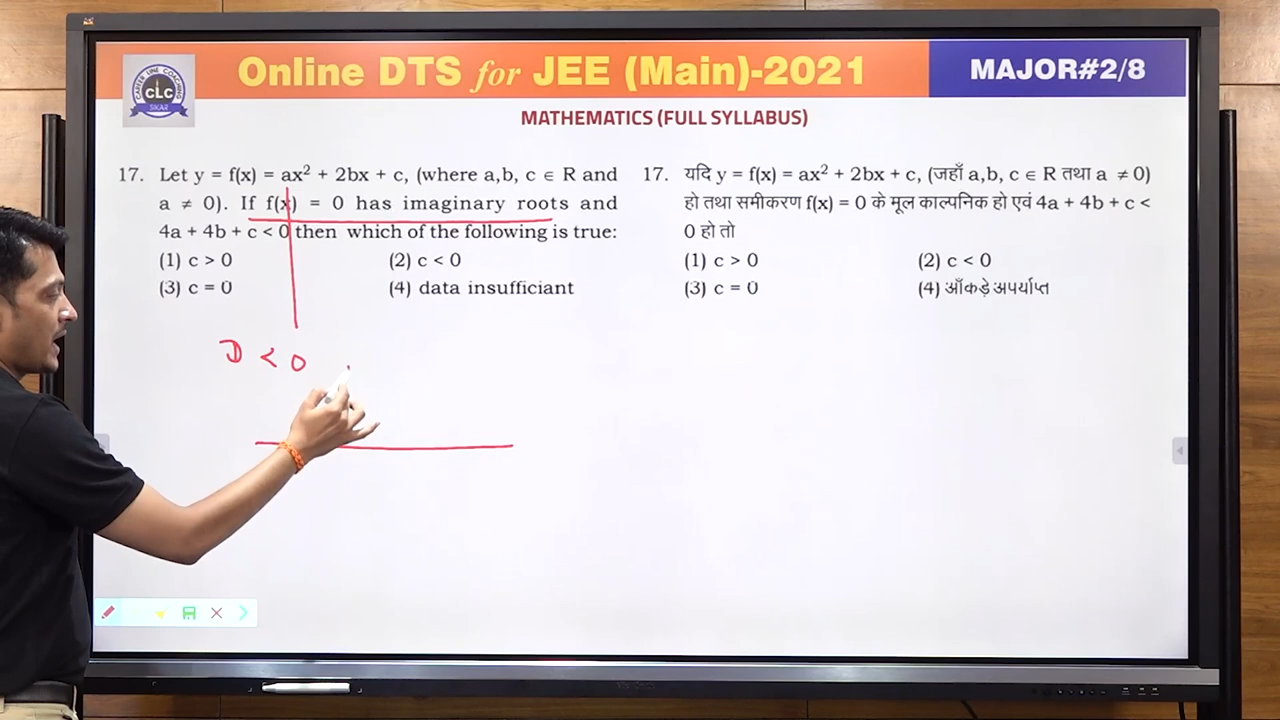 Online DTS for JEE (Main)-2021
MAJOR#2/8
CLC
SIKAR
MATHEMATICS (FULL SYLLABUS)
17. Let y = f(x) = ax² + 2bx + c, (where a,b, c ∈ R and
a ≠ 0). If f(x) = 0 has imaginary roots and
4a + 4b + c < 0 then which of the following is true:
(1) c > 0 (2) c < 0
(3) c = 0 (4) data insufficiant
17. यदि y = f(x) = ax² + 2bx + c, (जहाँ a,b, c ∈ R तथा a ≠ 0)
हो तथा समीकरण f(x) = 0 के मूल काल्पनिक हो एवं 4a + 4b + c <
0 हो तो
(1) c > 0 (2) c < 0
(3) c = 0 (4) आँकड़े अपर्याप्त
D < 0